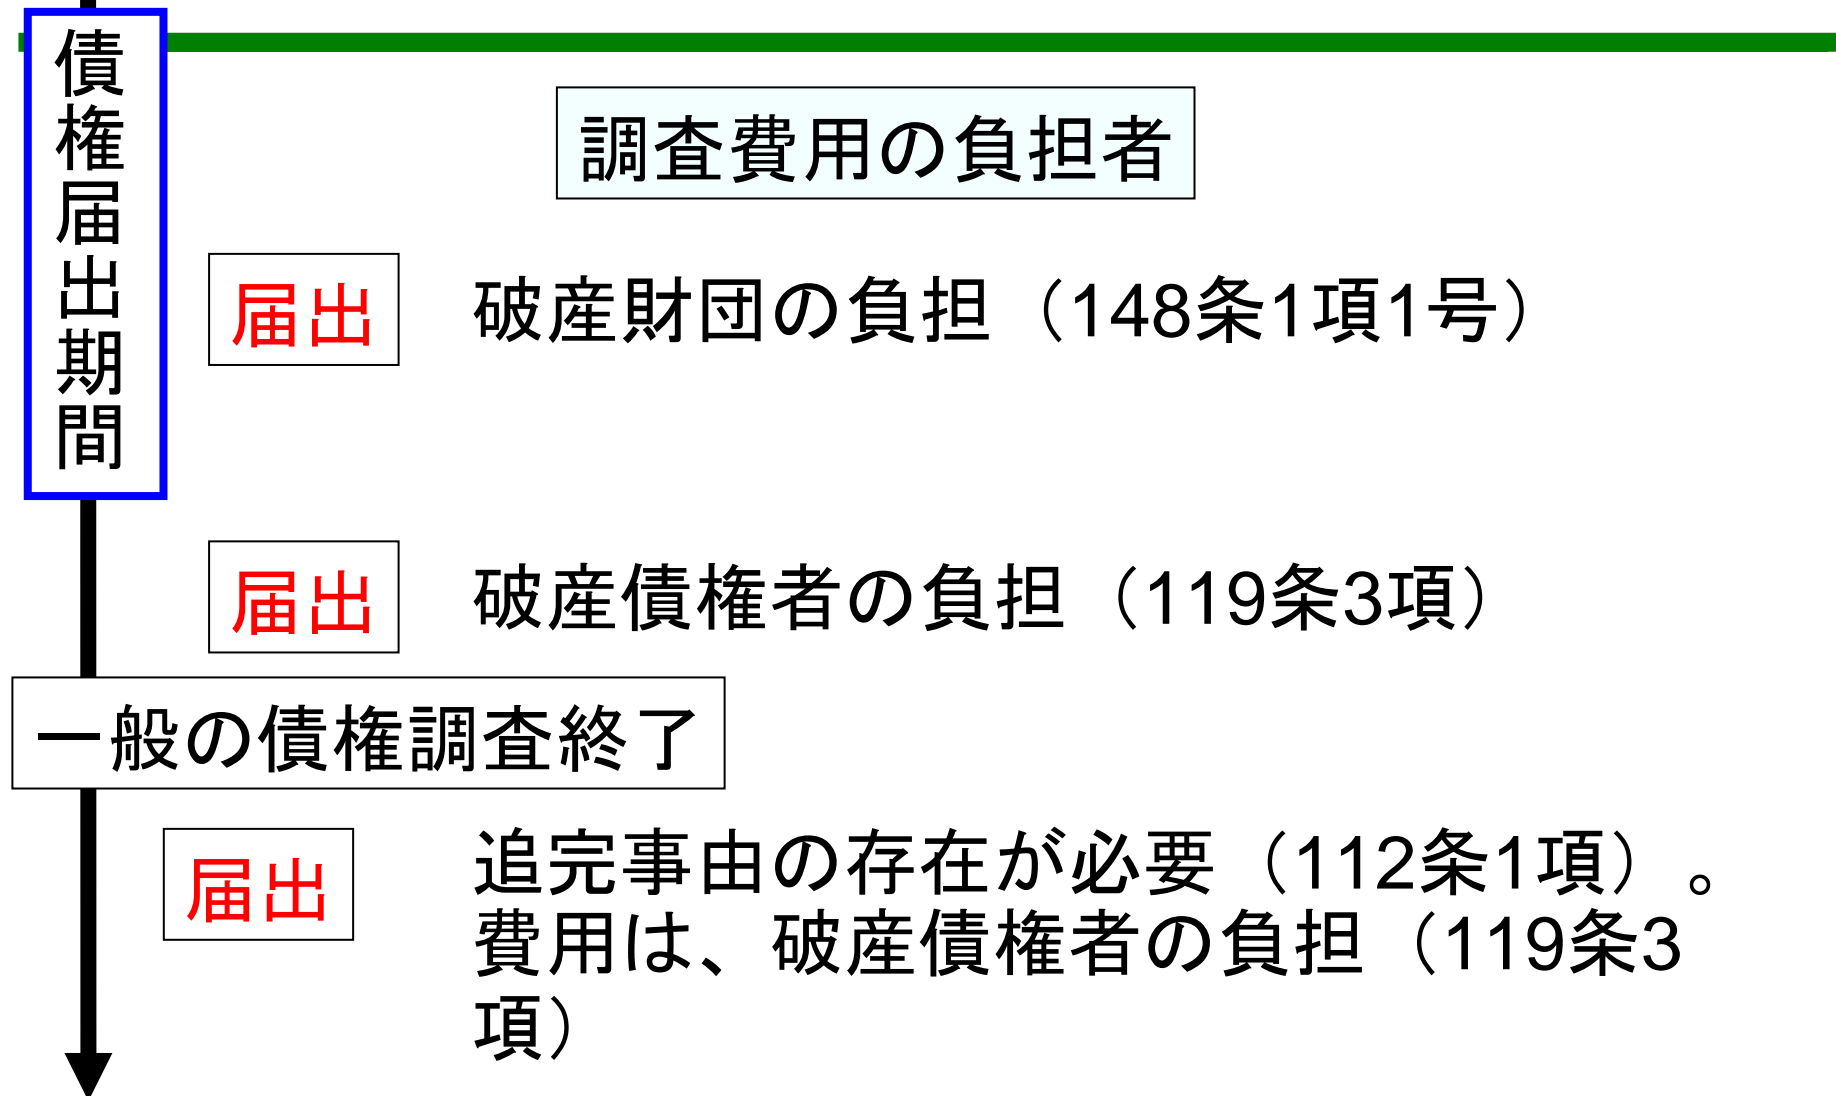 債権届出期間
調査費用の負担者
届出
破産財団の負担（148条1項1号）
届出
破産債権者の負担（119条3項）
一般の債権調査終了
届出
追完事由の存在が必要（112条1項）。
費用は、破産債権者の負担（119条3
項）